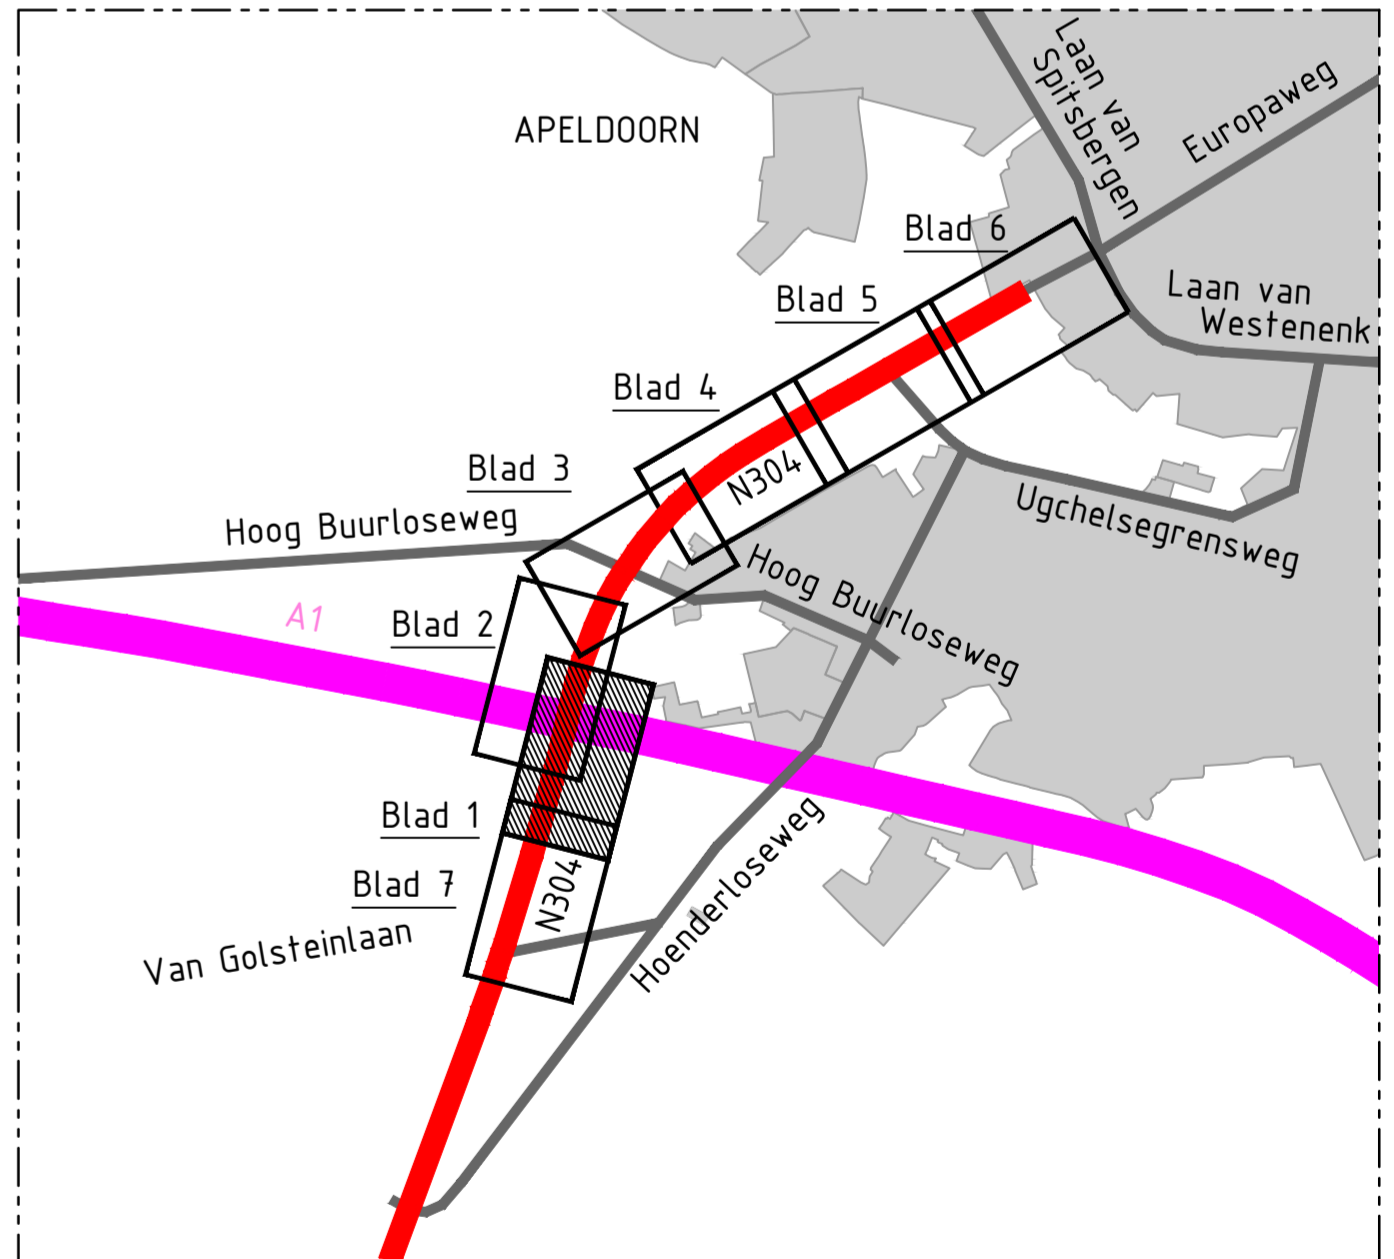 Laan van
Spitsbergen
Europaweg
APELDOORN
Blad 6
Laan van
Westenenk
Blad 5
Blad 4
Blad 3
N304
Ugchelsegrensweg
Hoog Buurloseweg
Hoog Buurloseweg
A1
Blad 2
Blad 1
Blad 7
N304
Hoenderloseweg
Van Golsteinlaan